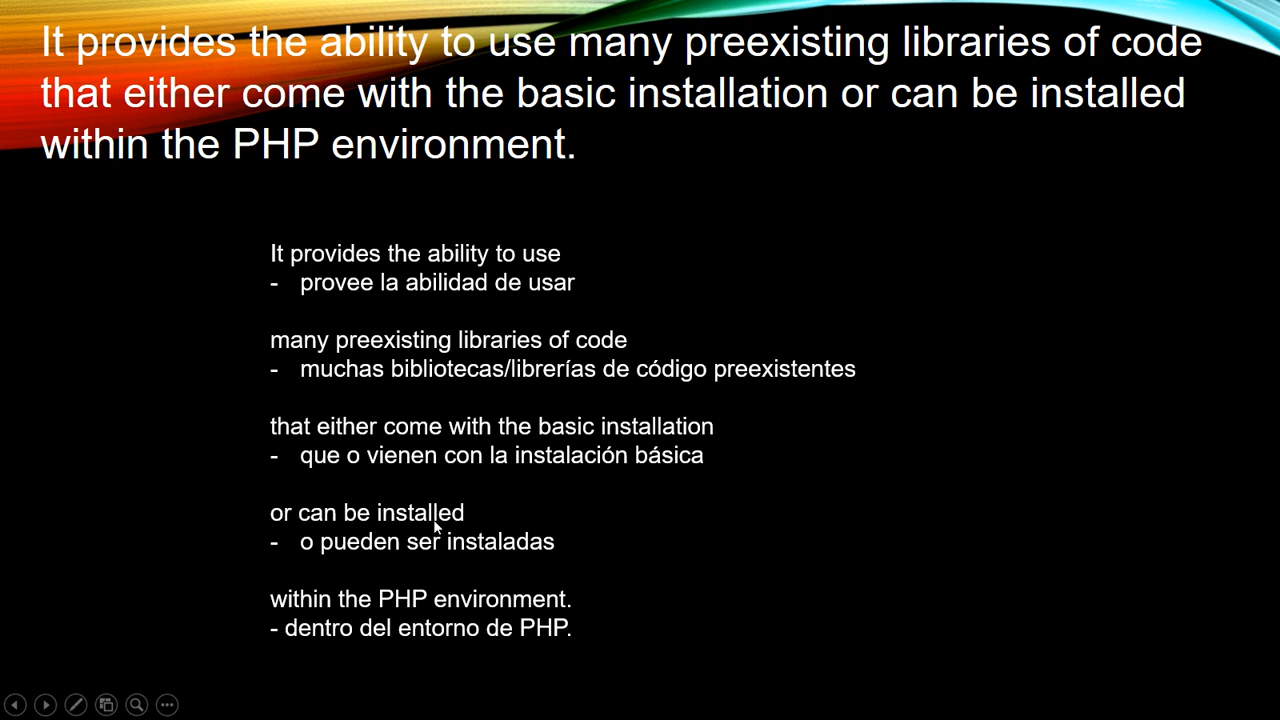 It provides the ability to use many preexisting libraries of code
that either come with the basic installation or can be installed
within the PHP environment.
It provides the ability to use
- provee la abilidad de usar
many preexisting libraries of code
- muchas bibliotecas/librerías de código preexistentes
that either come with the basic installation
- que o vienen con la instalación básica
or can be installed
- o pueden ser instaladas
within the PHP environment.
- dentro del entorno de PHP.